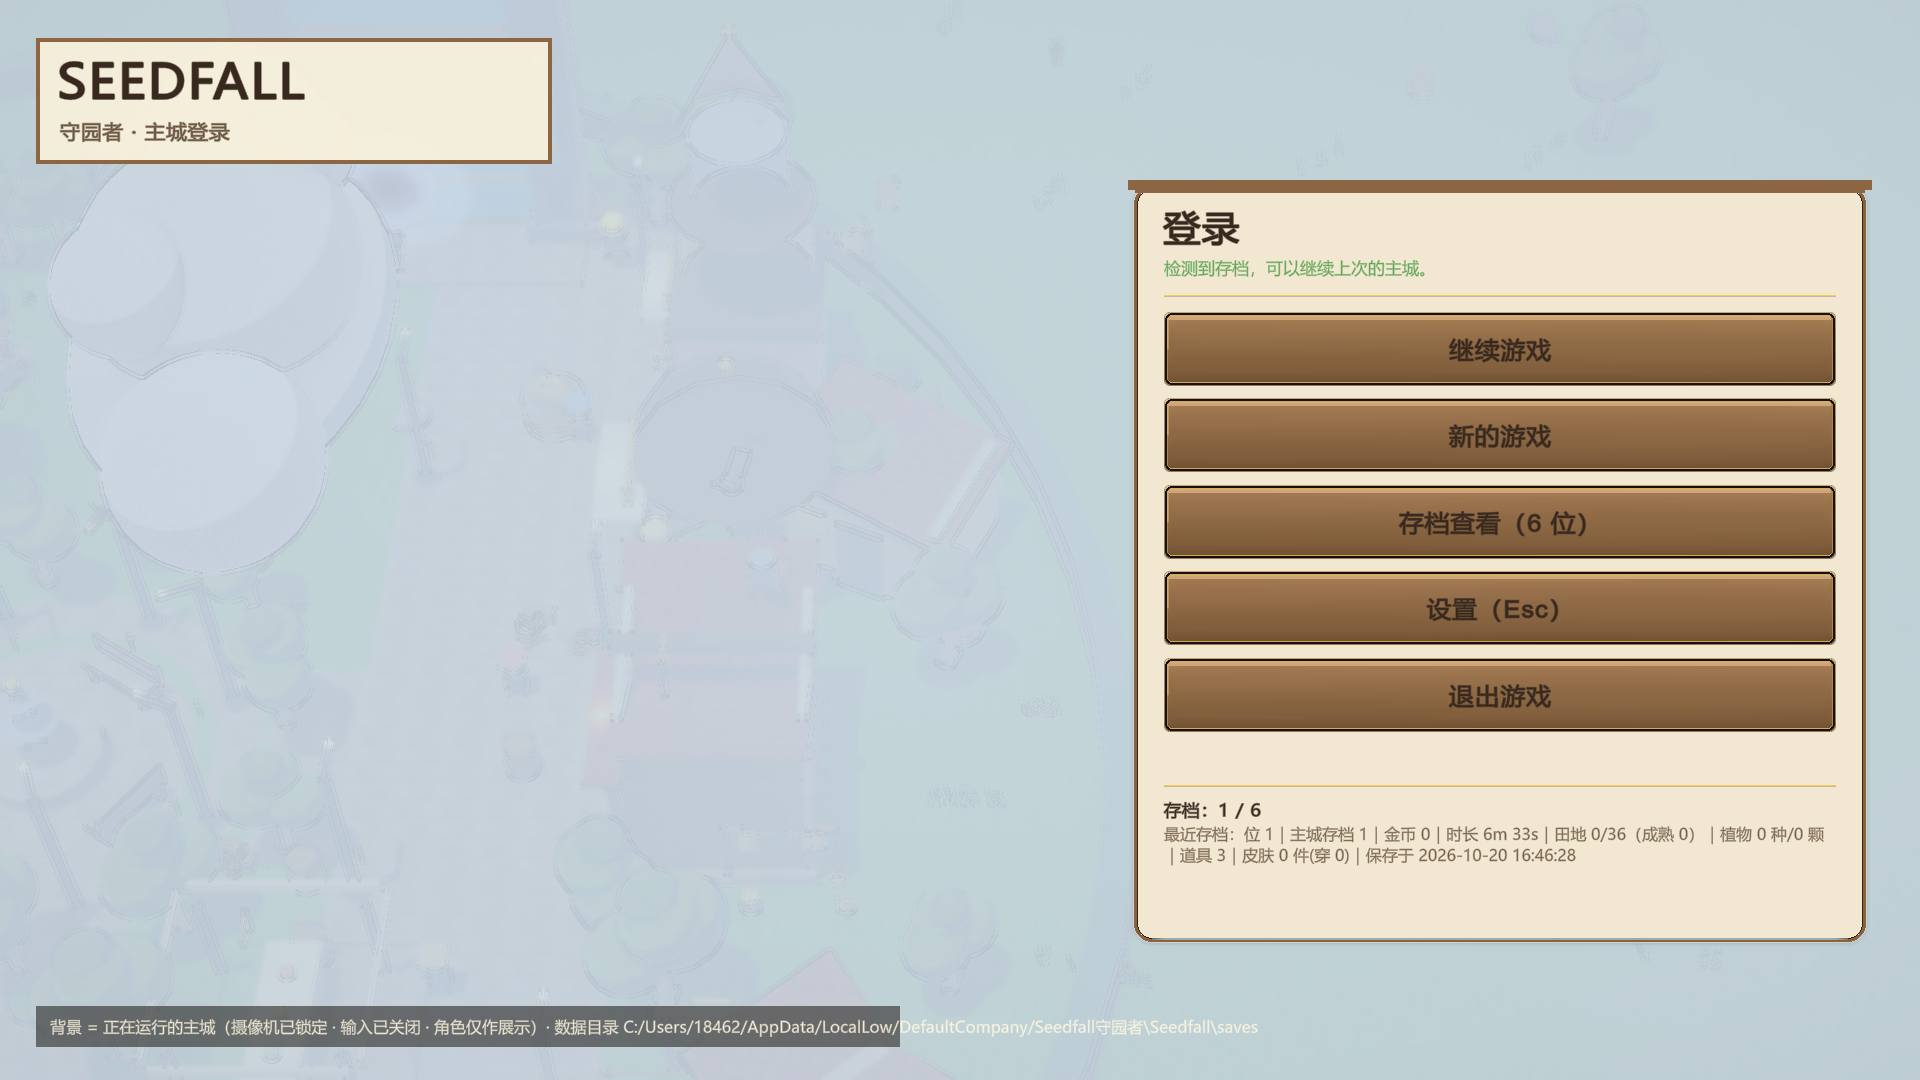 SEEDFALL
守园者 · 主城登录
登录
检测到存档，可以继续上次的主城。
继续游戏
新的游戏
存档查看（6 位）
设置（Esc）
退出游戏
存档：1 / 6
最近存档：位 1｜主城存档 1｜金币 0｜时长 6m 33s｜田地 0/36（成熟 0）｜植物 0 种/0 颗
｜道具 3｜皮肤 0 件(穿 0)｜保存于 2026-10-20 16:46:28
背景 = 正在运行的主城（摄像机已锁定 · 输入已关闭 · 角色仅作展示）· 数据目录 C:/Users/18462/AppData/LocalLow/DefaultCompany/Seedfall守园者\Seedfall\saves